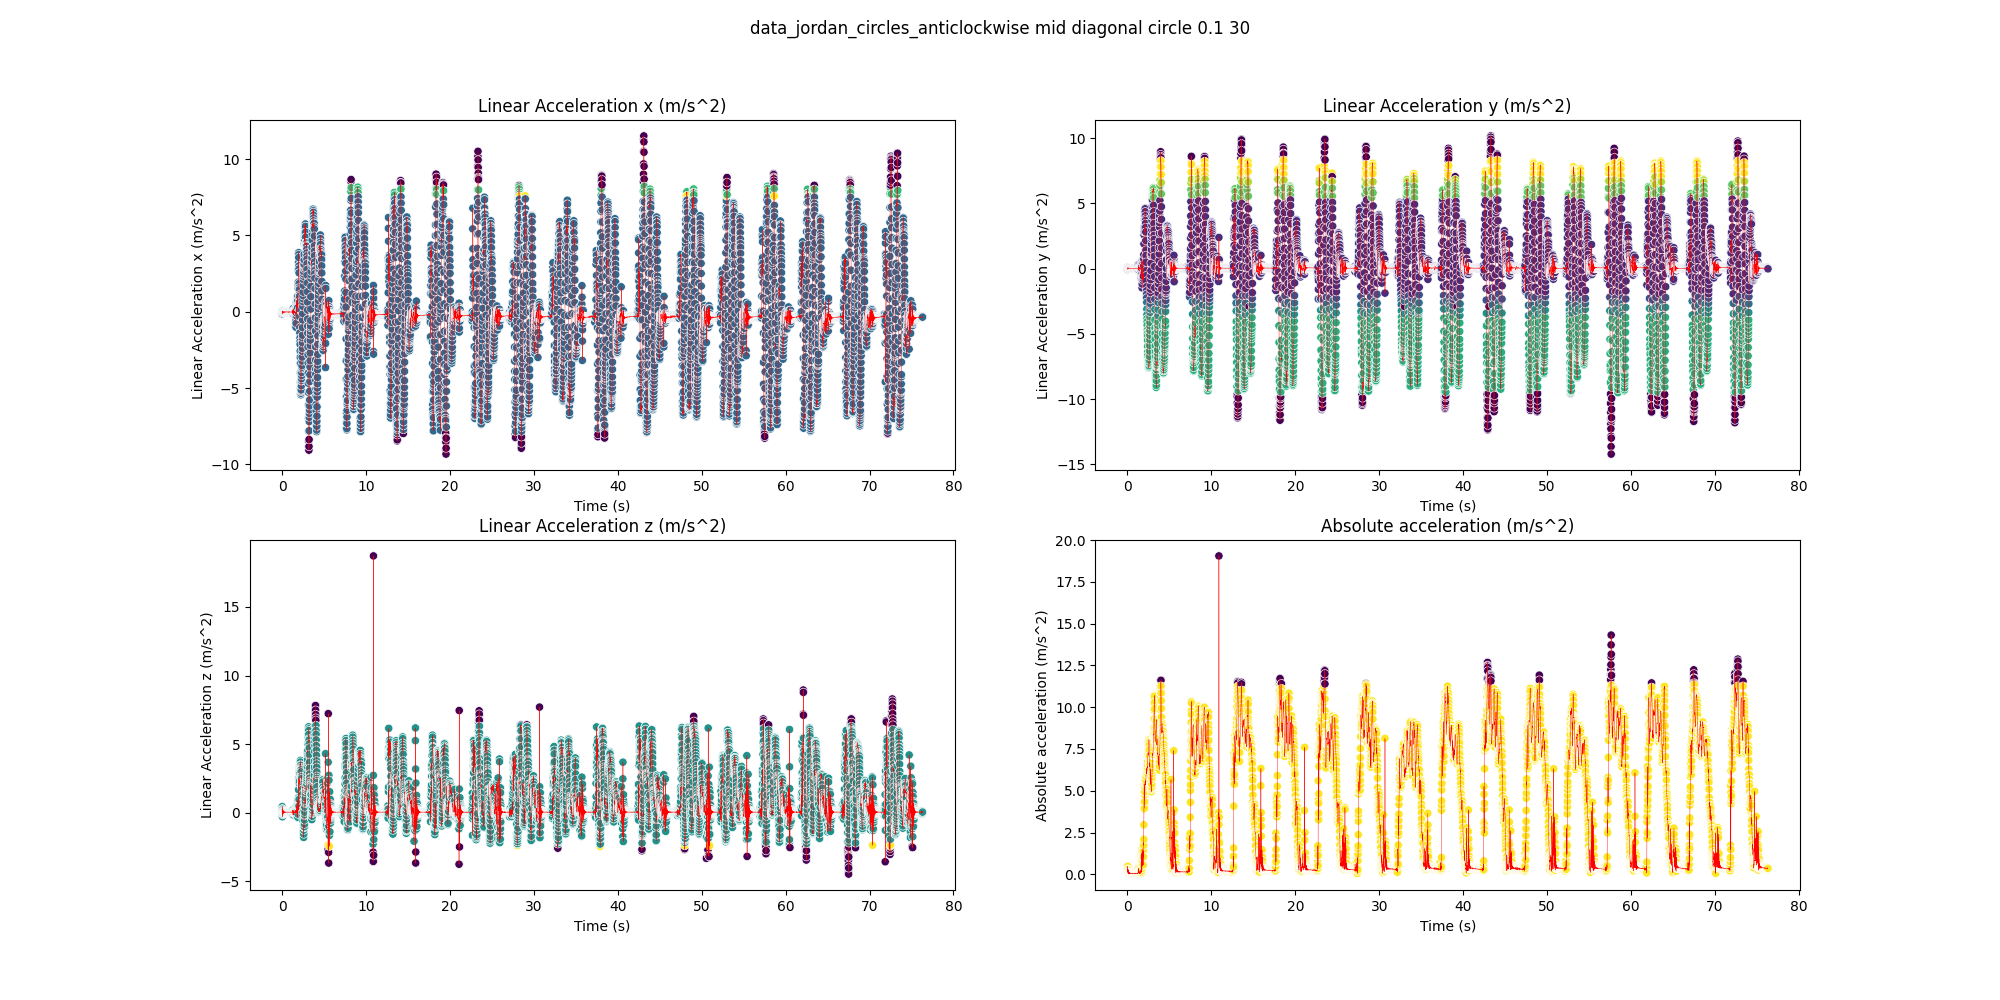 data_jordan_circles_anticlockwise mid diagonal circle 0.1 30
Linear Acceleration x (m/s^2)
Linear Acceleration x (m/s^2)
10
5
0
−5
−10
0 10 20 30 40 50 60 70 80
Time (s)
Linear Acceleration y (m/s^2)
Linear Acceleration y (m/s^2)
10
5
0
−5
−10
−15
0 10 20 30 40 50 60 70 80
Time (s)
Linear Acceleration z (m/s^2)
Linear Acceleration z (m/s^2)
15
10
5
0
−5
0 10 20 30 40 50 60 70 80
Time (s)
Absolute acceleration (m/s^2)
Absolute acceleration (m/s^2)
20.0
17.5
15.0
12.5
10.0
7.5
5.0
2.5
0.0
0 10 20 30 40 50 60 70 80
Time (s)